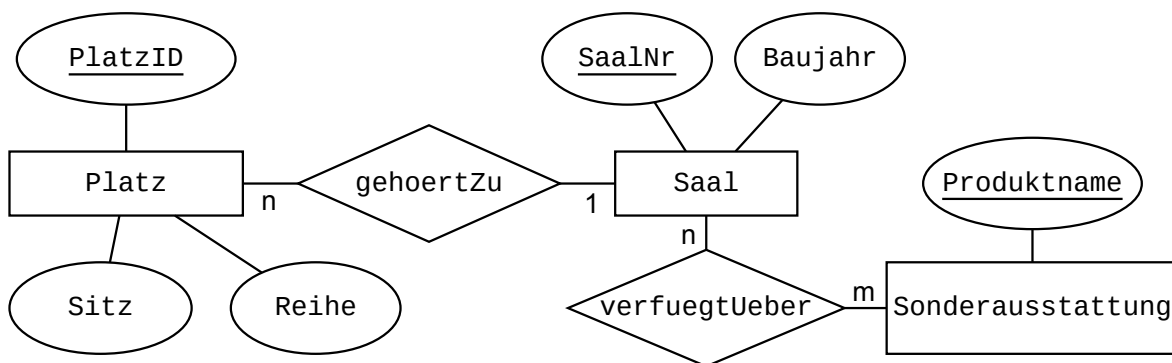 PlatzID
SaalNr
Baujahr
Platz
n
gehoertZu
1
Saal
Produktname
Sitz
Reihe
n
verfuegtUeber
m
Sonderausstattung